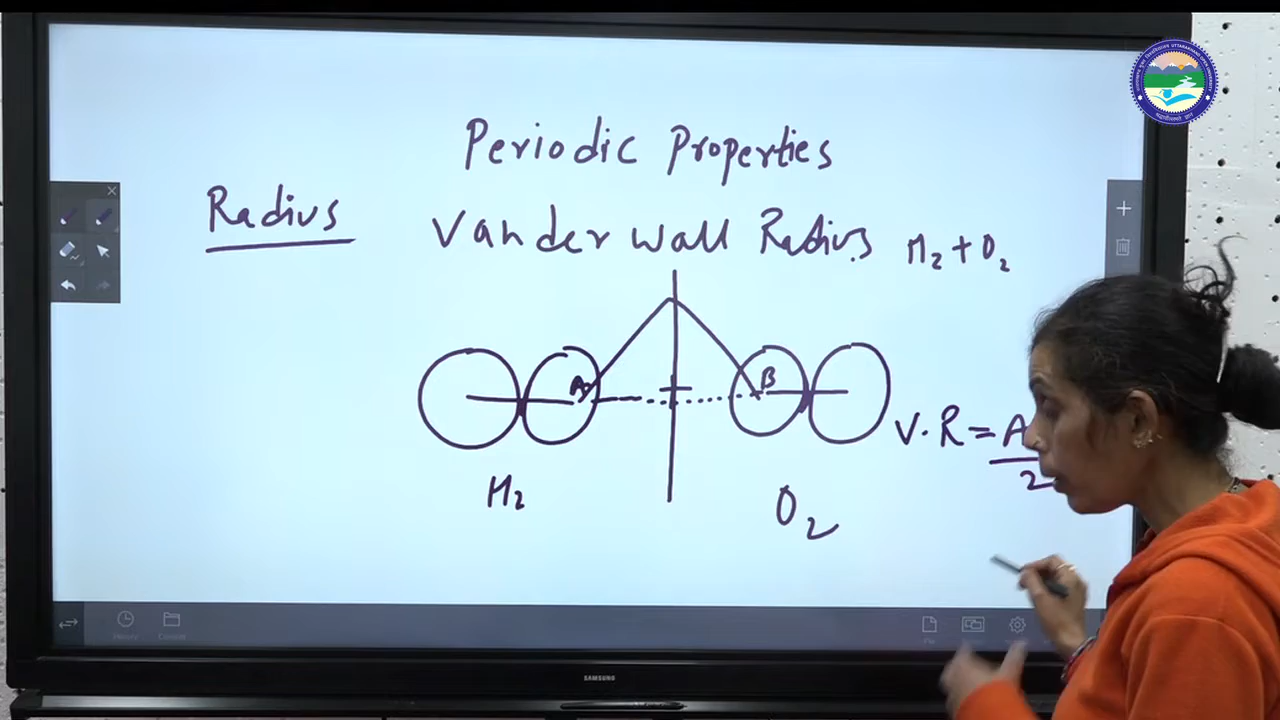 Periodic Properties
Radius
Vander Wall Radius H₂ + O₂
A B
V.R = A
2
H₂ O₂
SAMSUNG